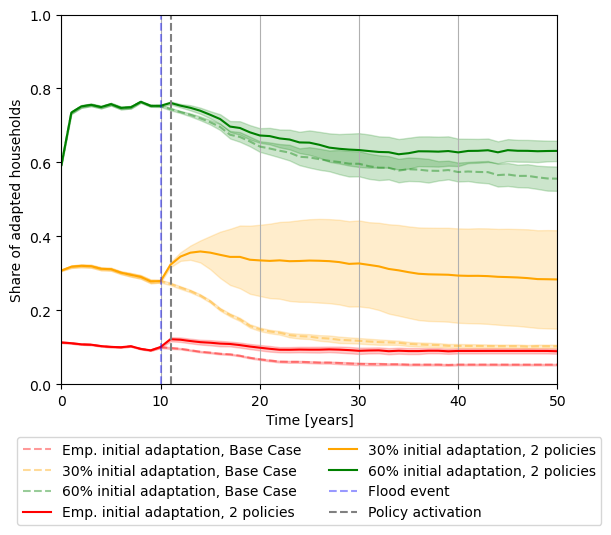 1.0
0.8
0.6
0.4
0.2
0.0
Share of adapted households
0 10 20 30 40 50
Time [years]
Emp. initial adaptation, Base Case
30% initial adaptation, Base Case
60% initial adaptation, Base Case
Emp. initial adaptation, 2 policies
30% initial adaptation, 2 policies
60% initial adaptation, 2 policies
Flood event
Policy activation